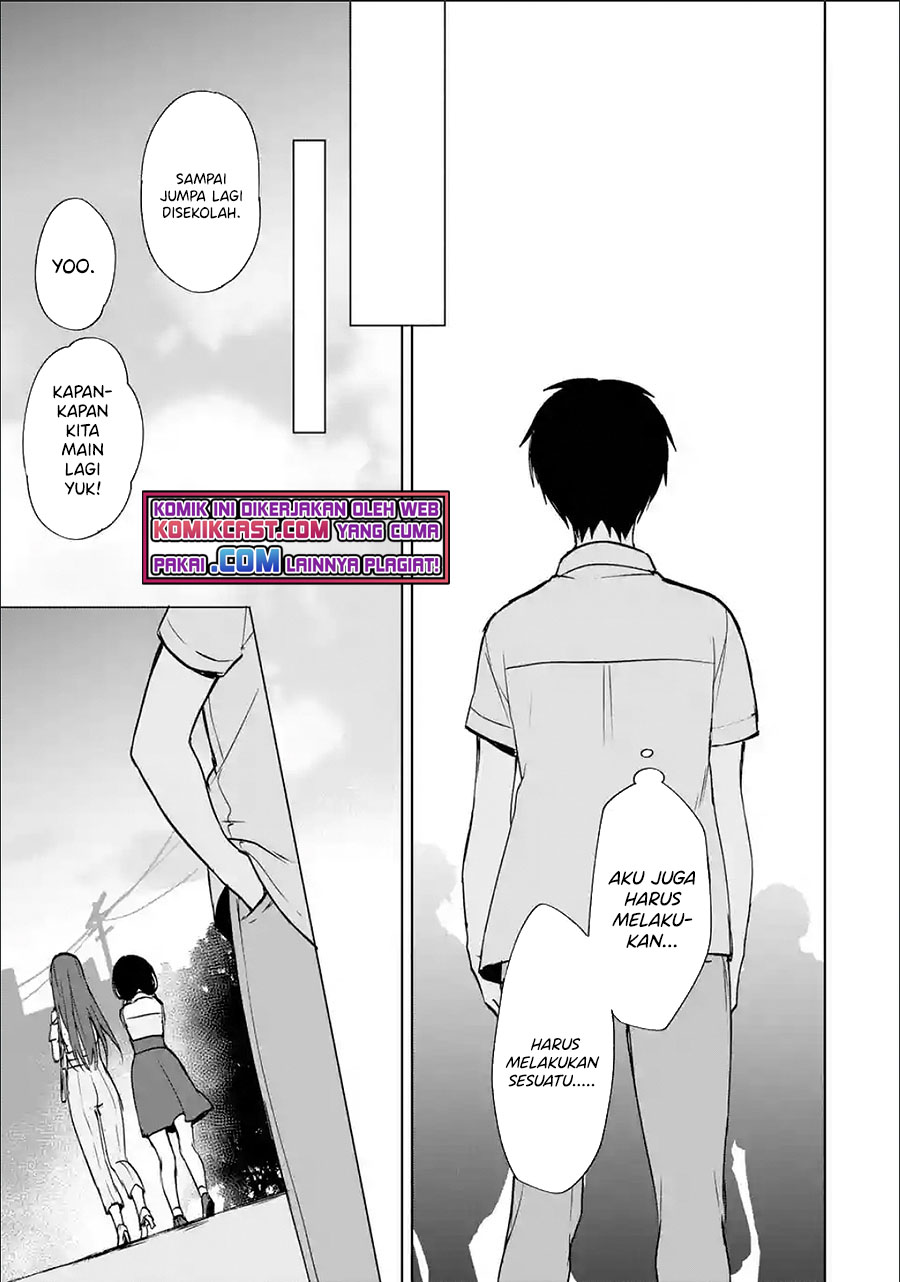 AKU JUGA
HARUS
MELAKU-
KAN...
HARUS
MELAKUKAN
SESUATU.....
SAMPAI
JUMPA LAGI
DISEKOLAH.
YOO.
KAPAN-
KAPAN
KITA
MAIN
LAGI
YUK!
KOMIK INI DIKERJAKAN OLEH WEB
KOMIKCAST.COM YANG CUMA
PAKAI .COM LAINNYA PLAGIAT!